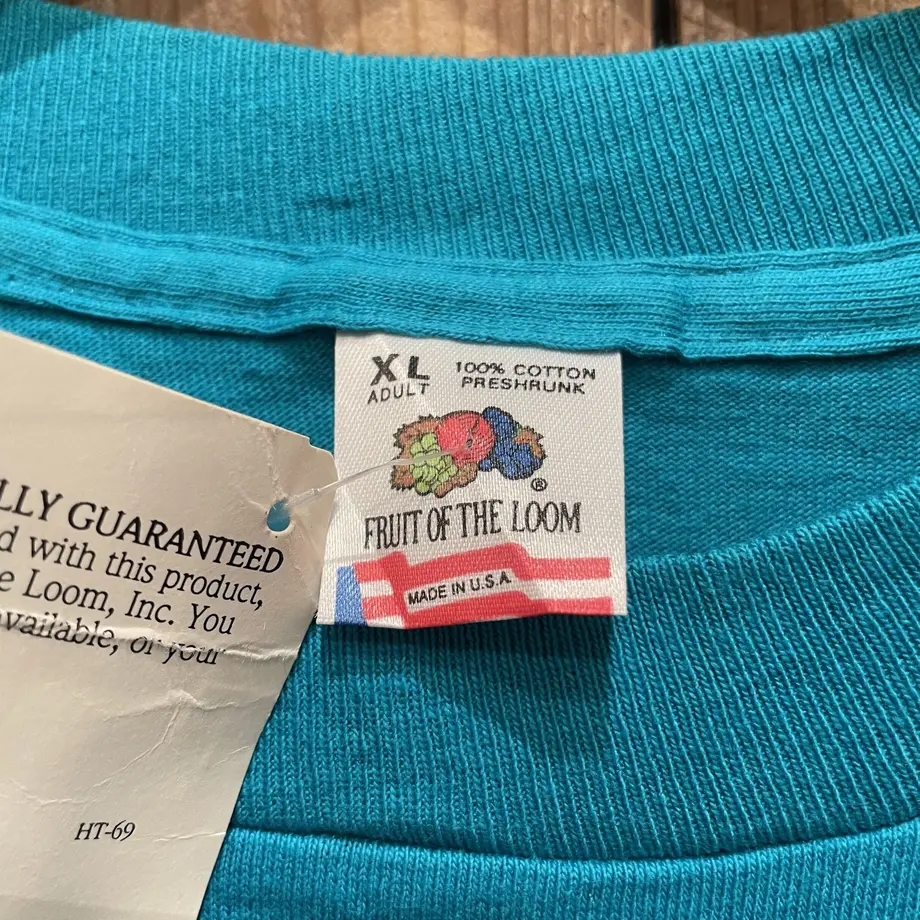 XL
ADULT
100% COTTON
PRESHRUNK
®
FRUIT OF THE LOOM
MADE IN U.S.A.
LLY GUARANTEED
d with this product,
e Loom, Inc. You
vailable, or your
HT-69